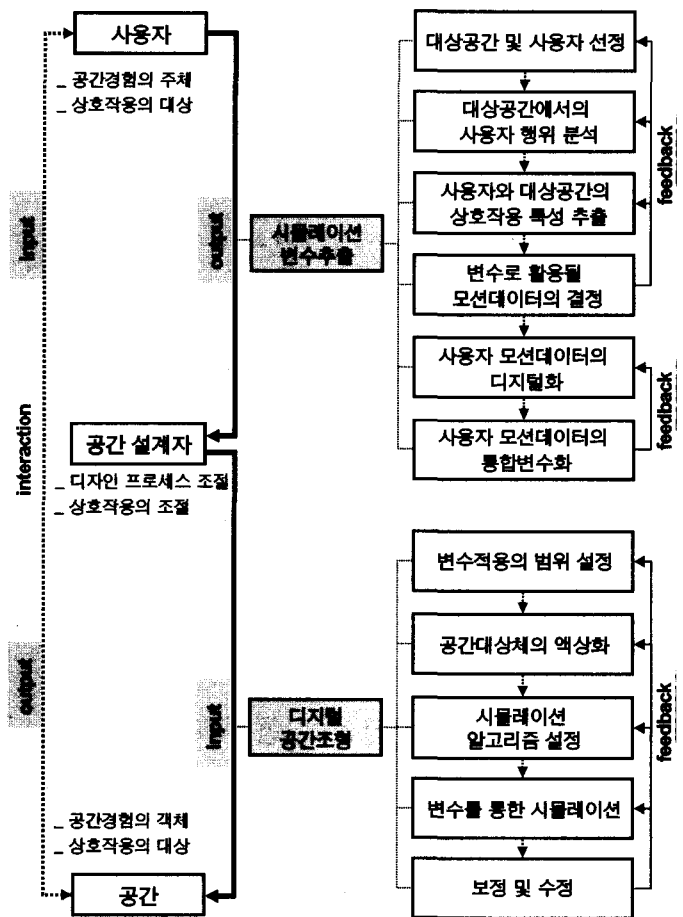 사용자
_ 공간경험의 주체
_ 상호작용의 대상
input
output
interaction
공간 설계자
_ 디자인 프로세스 조절
_ 상호작용의 조절
output
input
_ 공간경험의 객체
_ 상호작용의 대상
공간
시뮬레이션
변수추출
대상공간 및 사용자 선정
대상공간에서의
사용자 행위 분석
사용자와 대상공간의
상호작용 특성 추출
변수로 활용될
모션데이터의 결정
feedback
사용자 모션데이터의
디지털화
사용자 모션데이터의
통합변수화
feedback
디지털
공간조형
변수적용의 범위 설정
공간대상체의 액상화
시뮬레이션
알고리즘 설정
변수를 통한 시뮬레이션
보정 및 수정
feedback